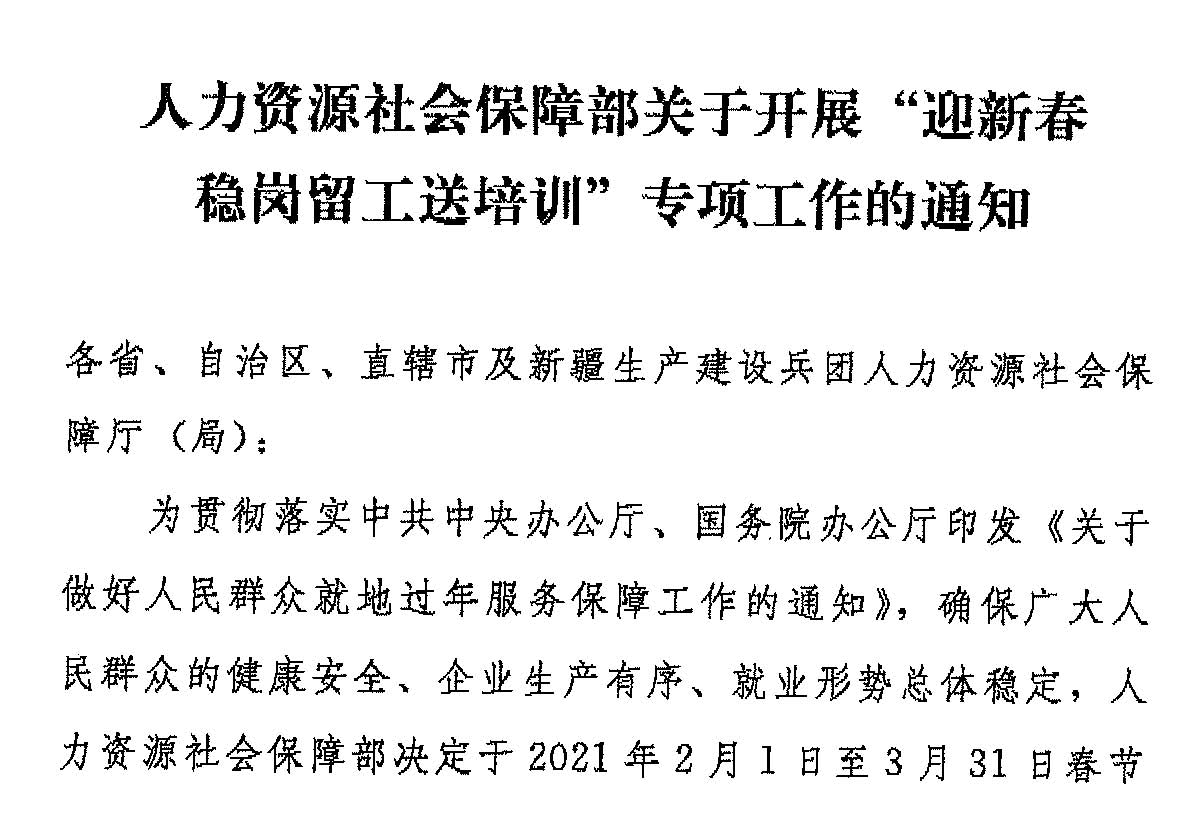 人力资源社会保障部关于开展“迎新春
稳岗留工送培训”专项工作的通知
各省、自治区、直辖市及新疆生产建设兵团人力资源社会保
障厅（局）：
为贯彻落实中共中央办公厅、国务院办公厅印发《关于
做好人民群众就地过年服务保障工作的通知》，确保广大人
民群众的健康安全、企业生产有序、就业形势总体稳定，人
力资源社会保障部决定于 2021 年 2 月 1 日至 3 月 31 日春节